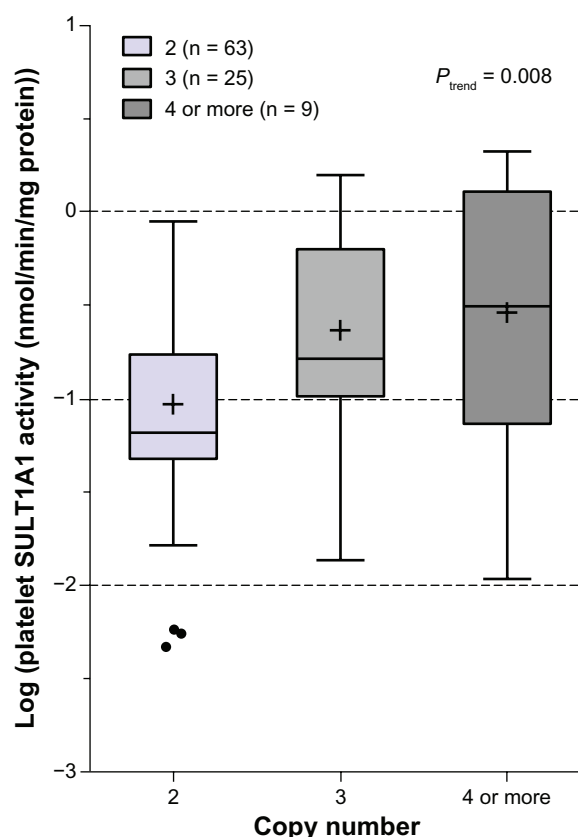 Log (platelet SULT1A1 activity (nmol/min/mg protein))
1
0
−1
−2
−3
2 (n = 63)
3 (n = 25)
4 or more (n = 9)
Ptrend = 0.008
2
3
4 or more
Copy number